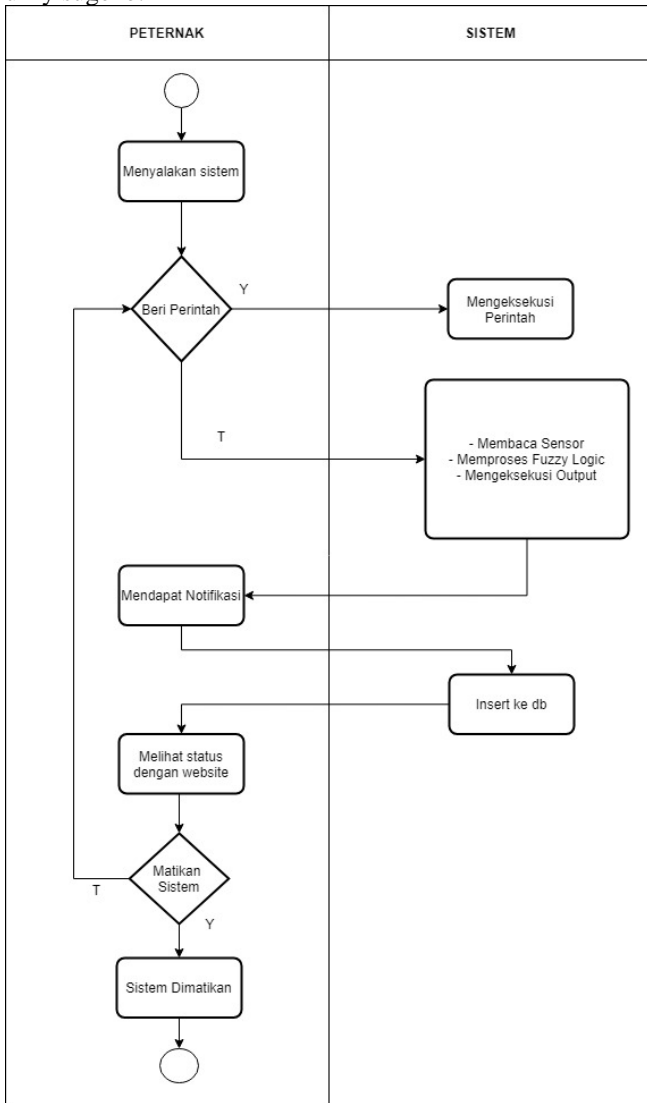 PETERNAK
SISTEM
Menyalakan sistem
Beri Perintah
Y
Mengeksekusi
Perintah
T
- Membaca Sensor
- Memproses Fuzzy Logic
- Mengeksekusi Output
Mendapat Notifikasi
Insert ke db
Melihat status
dengan website
Matikan
Sistem
T
Y
Sistem Dimatikan